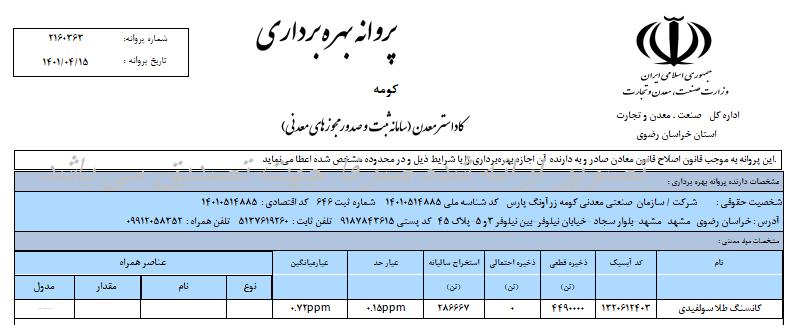 جمهوری اسلامی ایران
وزارت صنعت، معدن و تجارت
اداره کل صنعت، معدن و تجارت
استان خراسان رضوی
پروانه بهره برداری
کومه
کاداستر معدن (سامانه ثبت و صدور مجوزهای معدنی)
شماره پروانه: ۲۱۶۰۳۶۳
تاریخ پروانه : ۱۴۰۱/۰۴/۱۵
این پروانه به موجب قانون اصلاح قانون معادن صادر و به دارنده آن اجازه بهره‌برداری را با شرایط ذیل و در محدوده مشخص شده اعطا می‌نماید.
مشخصات دارنده پروانه بهره برداری :
شخصیت حقوقی : شرکت / سازمان صنعتی معدنی کومه زر آونگ پارس کد شناسه ملی ۱۴۰۱۰۵۱۴۸۸۵ شماره ثبت ۶۴۶ کد اقتصادی : ۱۴۰۱۰۵۱۴۸۸۵
آدرس : خراسان رضوی مشهد مشهد- بلوار سجاد -خیابان نیلوفر-بین نیلوفر ۳ و ۵-پلاک ۴۵ کد پستی ۹۱۸۷۸۴۳۶۱۵ تلفن ثابت : ۵۱۳۷۶۱۹۲۶۰ تلفن همراه : ۰۹۹۱۲۰۵۸۳۵۲
مشخصات مواد معدنی :
نام کد آیسیک ذخیره قطعی (تن) ذخیره احتمالی (تن) استخراج سالیانه (تن) عیار حد عیارمیانگین عناصر همراه
نوع نام مقدار مدول
کانسنگ طلا سولفیدی ۱۳۲۰۶۱۲۴۰۳ ۴۴۹۰۰۰۰ ۰ ۲۸۶۶۶۷ ۰.۱۵ppm ۰.۷۲ppm ----